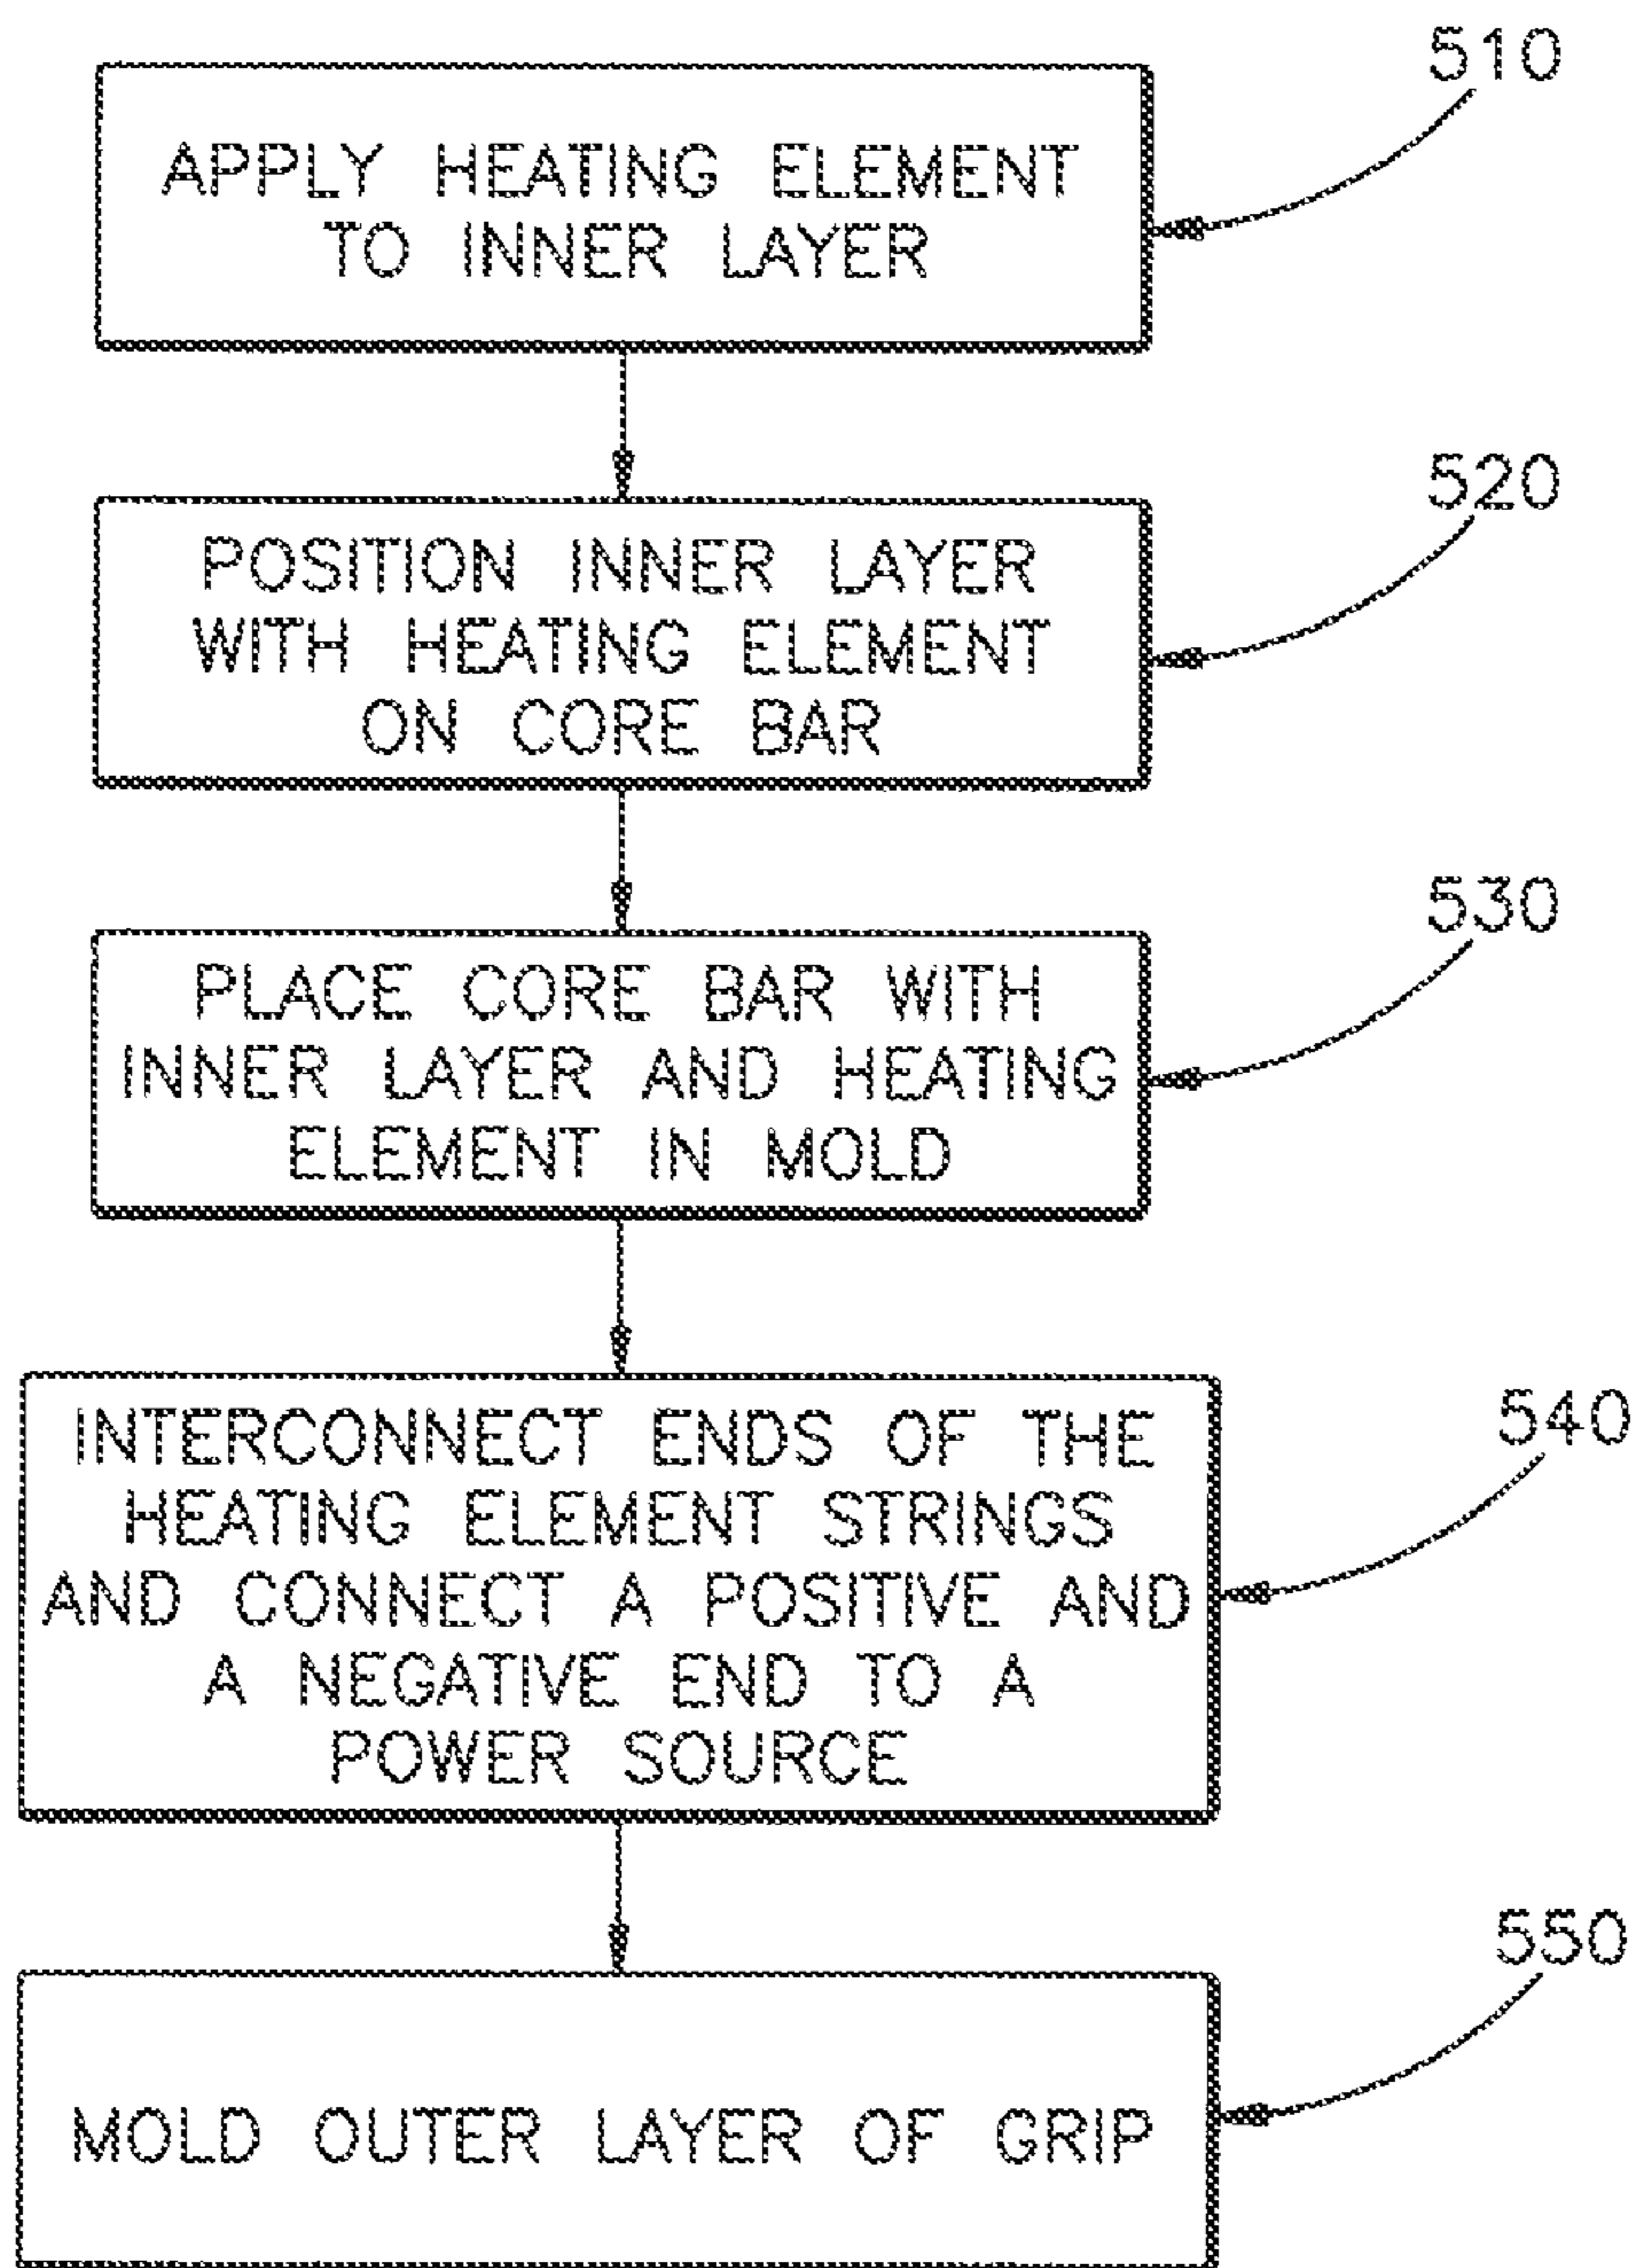 510
APPLY HEATING ELEMENT
TO INNER LAYER
520
POSITION INNER LAYER
WITH HEATING ELEMENT
ON CORE BAR
530
PLACE CORE BAR WITH
INNER LAYER AND HEATING
ELEMENT IN MOLD
540
INTERCONNECT ENDS OF THE
HEATING ELEMENT STRINGS
AND CONNECT A POSITIVE AND
A NEGATIVE END TO A
POWER SOURCE
550
MOLD OUTER LAYER OF GRIP